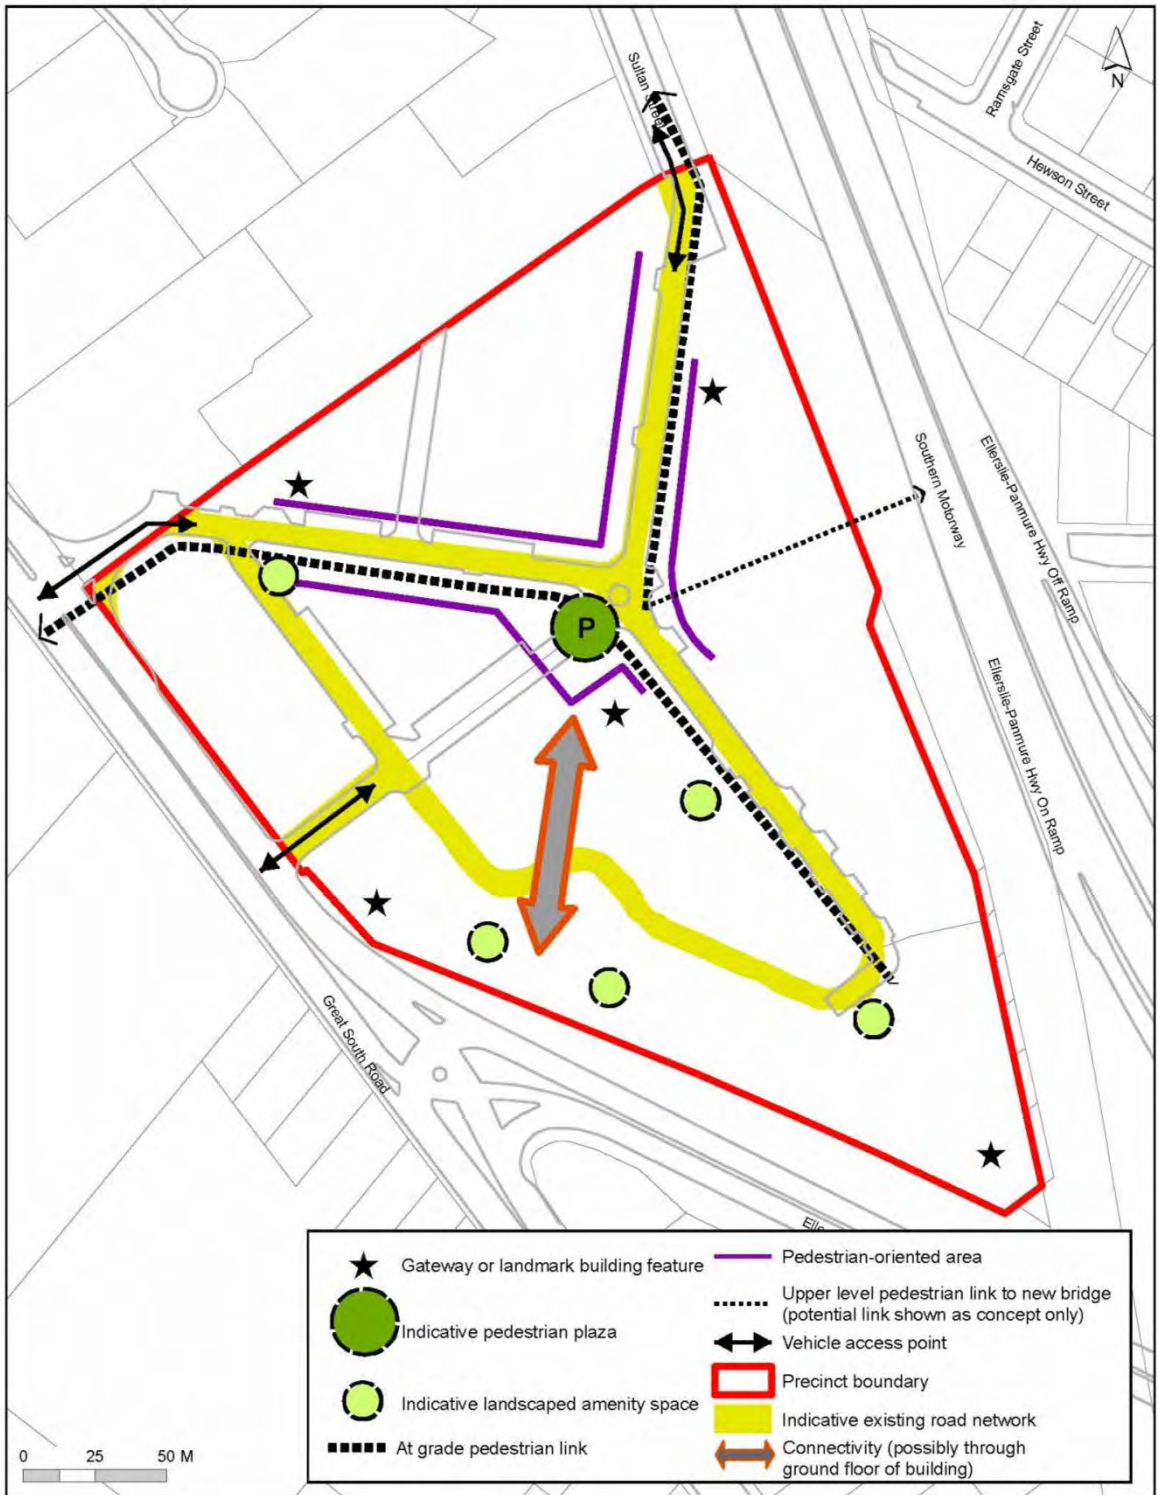 Sultan Street
Ramsgate Street
N
Hewson Street
Southern Motorway
Ellerslie-Panmure Hwy Off Ramp
P
Ellerslie-Panmure Hwy On Ramp
Great South Road
Elle
Gateway or landmark building feature
Indicative pedestrian plaza
Indicative landscaped amenity space
At grade pedestrian link
Pedestrian-oriented area
Upper level pedestrian link to new bridge
(potential link shown as concept only)
Vehicle access point
Precinct boundary
Indicative existing road network
Connectivity (possibly through
ground floor of building)
0 25 50 M